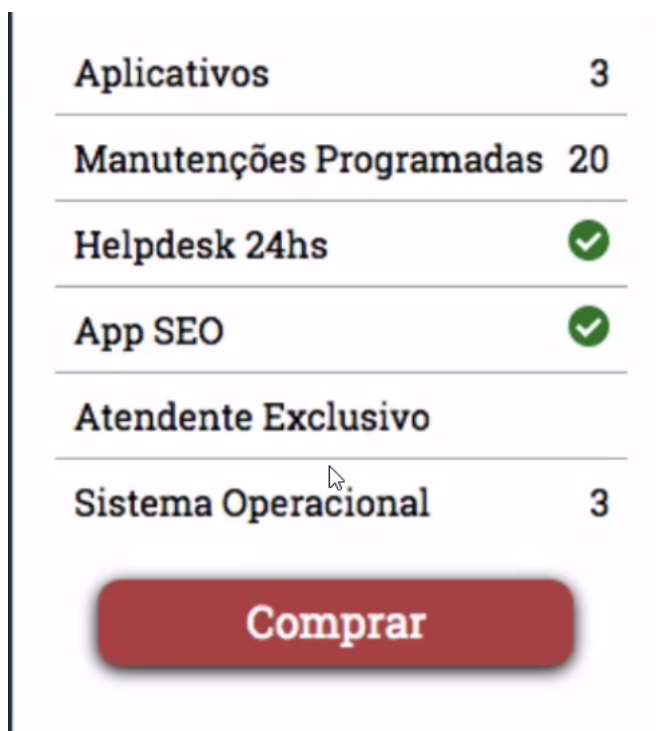 Aplicativos 3
Manutenções Programadas 20
Helpdesk 24hs
App SEO
Atendente Exclusivo
Sistema Operacional 3
Comprar